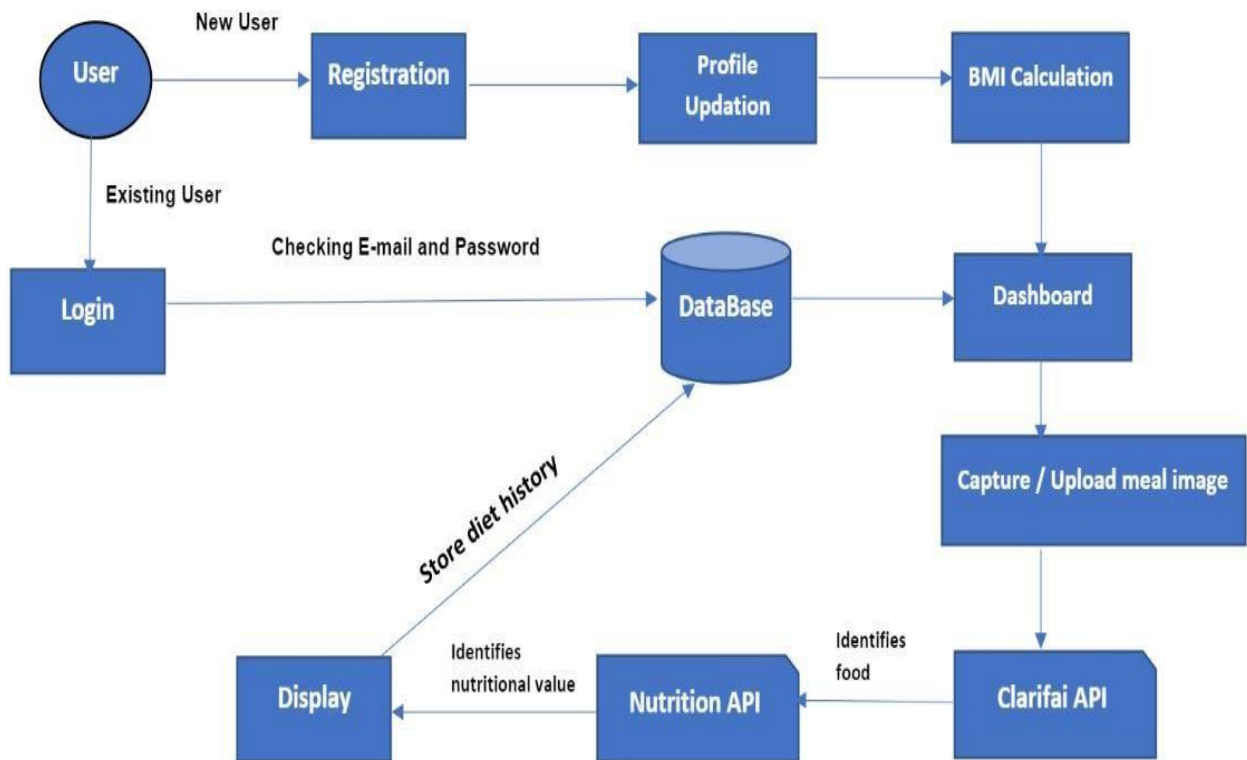 New User
User
Registration
Profile
Updation
BMI Calculation
Existing User
Checking E-mail and Password
Login
DataBase
Dashboard
Capture / Upload meal image
Store diet history
Identifies
nutritional value
Identifies
food
Display
Nutrition API
Clarifai API